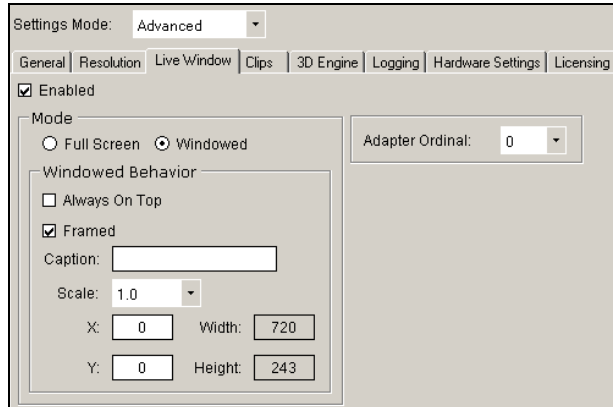 Settings Mode: Advanced
General Resolution Live Window Clips 3D Engine Logging Hardware Settings Licensing
Enabled
Mode
Full Screen Windowed
Adapter Ordinal: 0
Windowed Behavior
Always On Top
Framed
Caption:
Scale: 1.0
X: 0 Width: 720
Y: 0 Height: 243